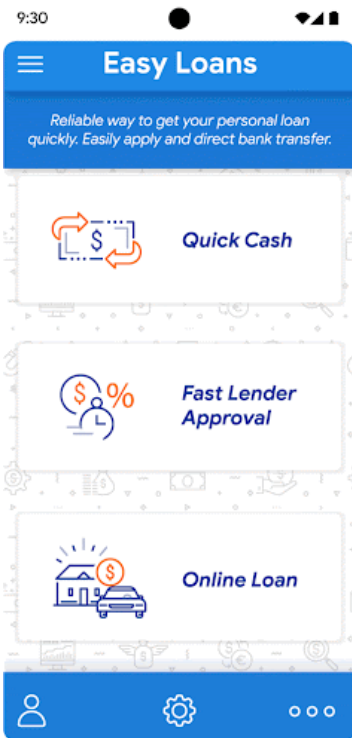 9:30
Easy Loans
Reliable way to get your personal loan
quickly. Easily apply and direct bank transfer.
$
Quick Cash
$ %
Fast Lender
Approval
$
Online Loan